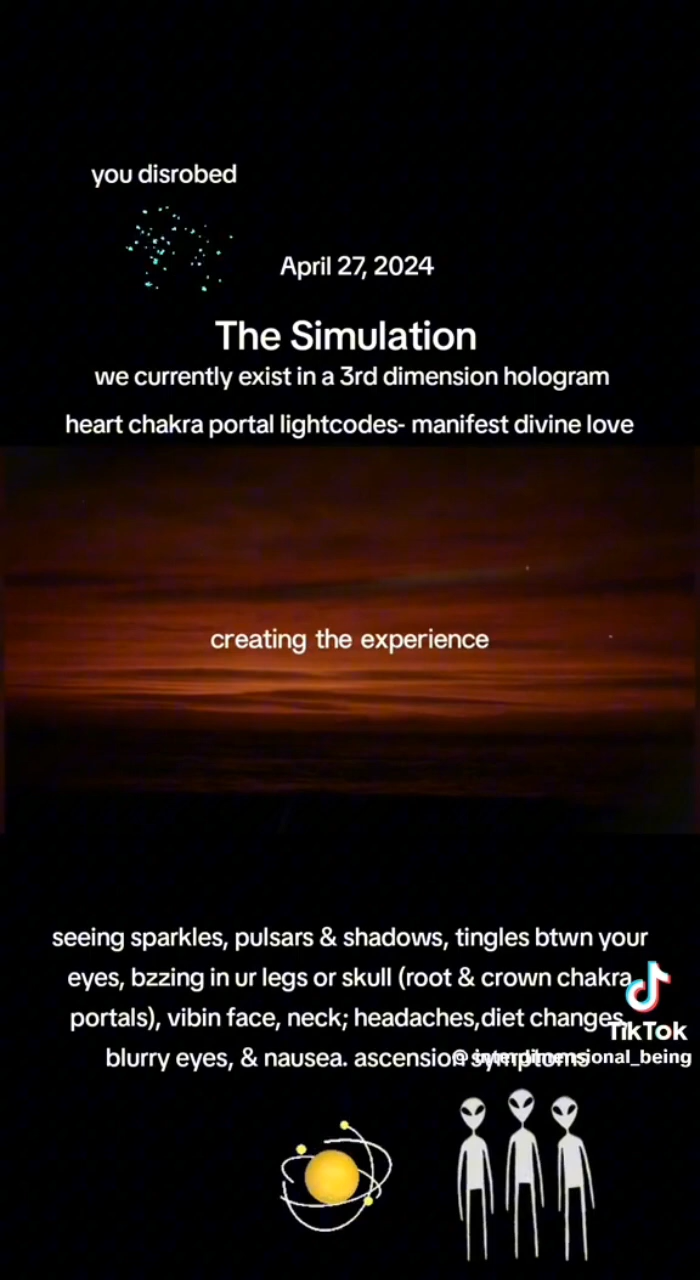 you disrobed
April 27, 2024
The Simulation
we currently exist in a 3rd dimension hologram
heart chakra portal lightcodes- manifest divine love
creating the experience
seeing sparkles, pulsars & shadows, tingles btwn your
eyes, bzzing in ur legs or skull (root & crown chakra
portals), vibin face, neck; headaches,diet changes,
blurry eyes, & nausea. ascension symptoms
TikTok
@interdimensional_being